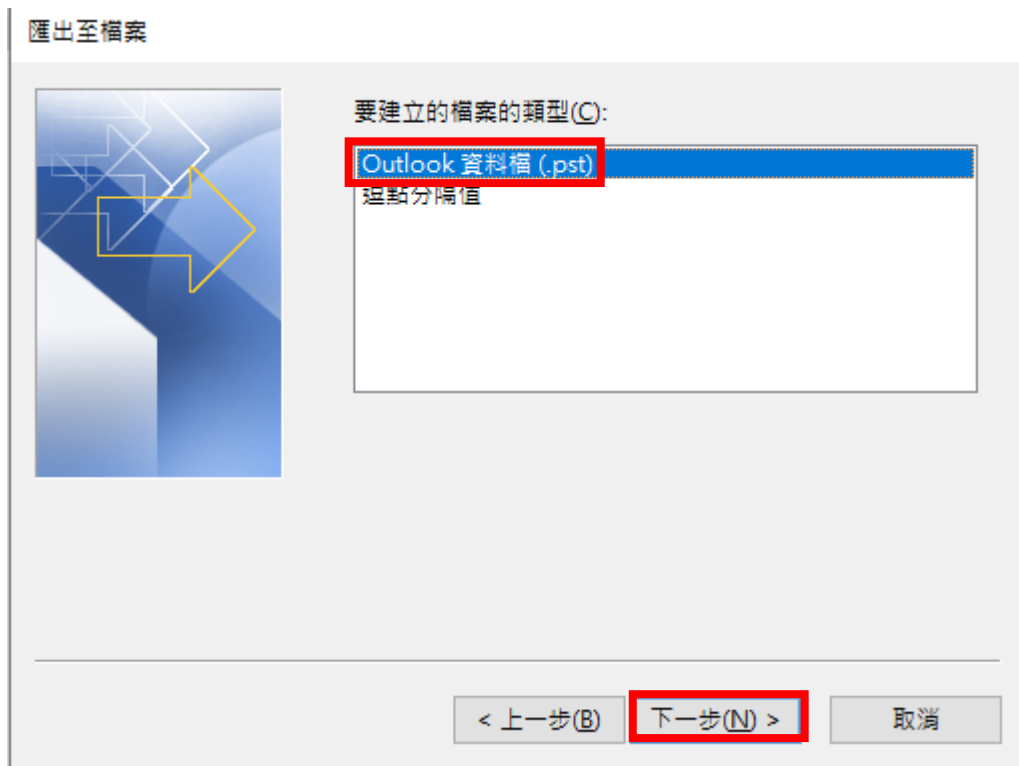 匯出至檔案
要建立的檔案的類型(C):
Outlook 資料檔 (.pst)
逗點分隔值
< 上一步(B)
下一步(N) >
取消